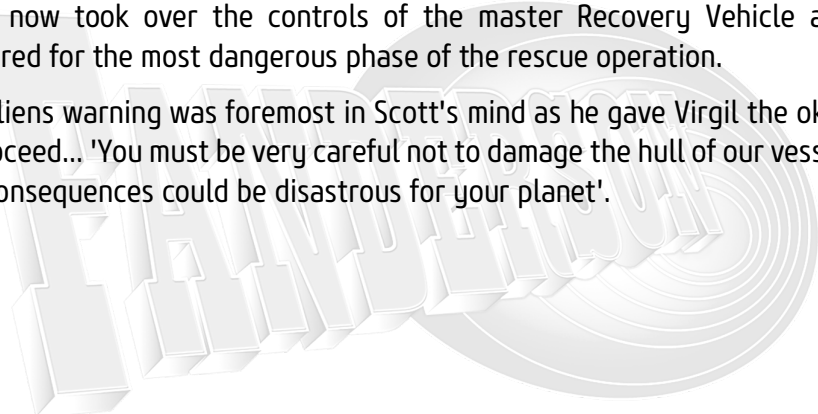 now took over the controls of the master Recovery Vehicle a
red for the most dangerous phase of the rescue operation.
liens warning was foremost in Scott's mind as he gave Virgil the ok
oceed... 'You must be very careful not to damage the hull of our vess
onsequences could be disastrous for your planet'.
FANDERSON